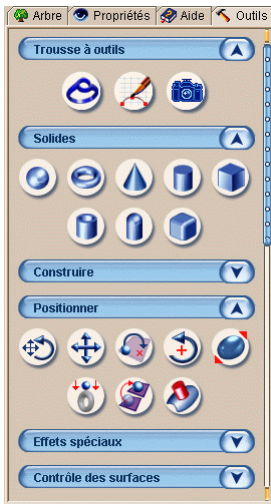 Arbre Propriétés Aide Outils
Trousse à outils
Solides
Construire
Positionner
Effets spéciaux
Contrôle des surfaces